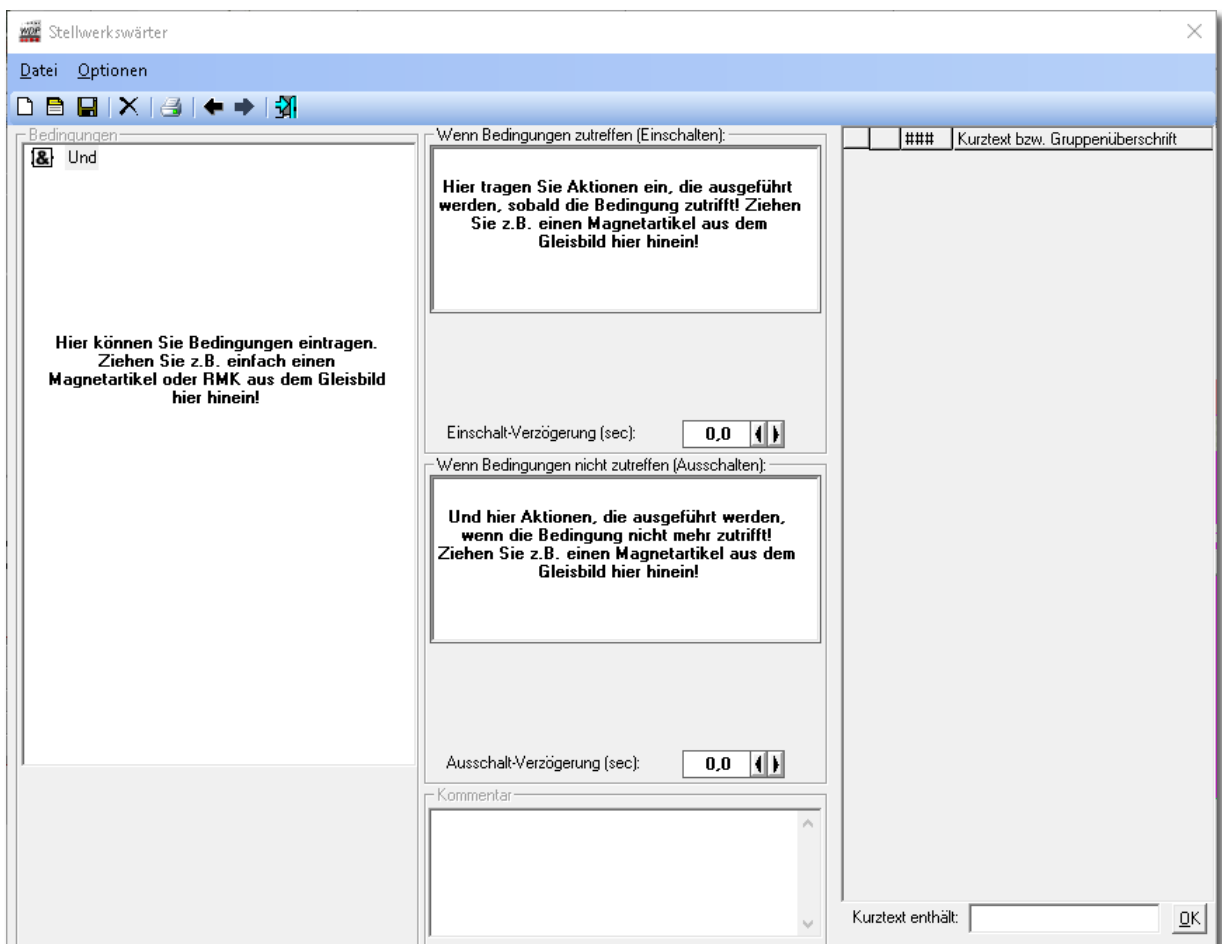 WDP Stellwerkswärter
Datei Optionen
Bedingungen
& Und
Hier können Sie Bedingungen eintragen.
Ziehen Sie z.B. einfach einen
Magnetartikel oder RMK aus dem Gleisbild
hier hinein!
Wenn Bedingungen zutreffen (Einschalten):
Hier tragen Sie Aktionen ein, die ausgeführt
werden, sobald die Bedingung zutrifft! Ziehen
Sie z.B. einen Magnetartikel aus dem
Gleisbild hier hinein!
Einschalt-Verzögerung (sec): 0,0
Wenn Bedingungen nicht zutreffen (Ausschalten):
Und hier Aktionen, die ausgeführt werden,
wenn die Bedingung nicht mehr zutrifft!
Ziehen Sie z.B. einen Magnetartikel aus dem
Gleisbild hier hinein!
Ausschalt-Verzögerung (sec): 0,0
Kommentar
### Kurztext bzw. Gruppenüberschrift
Kurztext enthält: OK